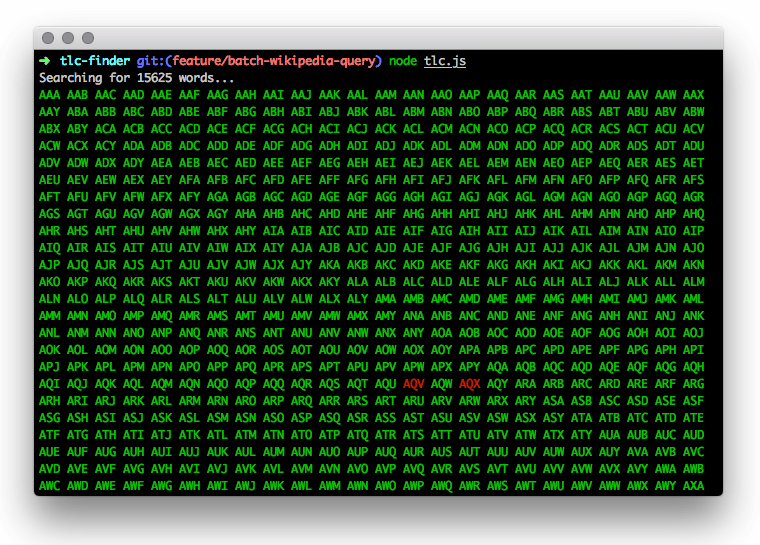 ➜ tlc-finder git:(feature/batch-wikipedia-query) node tlc.js
Searching for 15625 words...
AAA AAB AAC AAD AAE AAF AAG AAH AAI AAJ AAK AAL AAM AAN AAO AAP AAQ AAR AAS AAT AAU AAV AAW AAX
AAY ABA ABB ABC ABD ABE ABF ABG ABH ABI ABJ ABK ABL ABM ABN ABO ABP ABQ ABR ABS ABT ABU ABV ABW
ABX ABY ACA ACB ACC ACD ACE ACF ACG ACH ACI ACJ ACK ACL ACM ACN ACO ACP ACQ ACR ACS ACT ACU ACV
ACW ACX ACY ADA ADB ADC ADD ADE ADF ADG ADH ADI ADJ ADK ADL ADM ADN ADO ADP ADQ ADR ADS ADT ADU
ADV ADW ADX ADY AEA AEB AEC AED AEE AEF AEG AEH AEI AEJ AEK AEL AEM AEN AEO AEP AEQ AER AES AET
AEU AEV AEW AEX AEY AFA AFB AFC AFD AFE AFF AFG AFH AFI AFJ AFK AFL AFM AFN AFO AFP AFQ AFR AFS
AFT AFU AFV AFW AFX AFY AGA AGB AGC AGD AGE AGF AGG AGH AGI AGJ AGK AGL AGM AGN AGO AGP AGQ AGR
AGS AGT AGU AGV AGW AGX AGY AHA AHB AHC AHD AHE AHF AHG AHH AHI AHJ AHK AHL AHM AHN AHO AHP AHQ
AHR AHS AHT AHU AHV AHW AHX AHY AIA AIB AIC AID AIE AIF AIG AIH AII AIJ AIK AIL AIM AIN AIO AIP
AIQ AIR AIS AIT AIU AIV AIW AIX AIY AJA AJB AJC AJD AJE AJF AJG AJH AJI AJJ AJK AJL AJM AJN AJO
AJP AJQ AJR AJS AJT AJU AJV AJW AJX AJY AKA AKB AKC AKD AKE AKF AKG AKH AKI AKJ AKK AKL AKM AKN
AKO AKP AKQ AKR AKS AKT AKU AKV AKW AKX AKY ALA ALB ALC ALD ALE ALF ALG ALH ALI ALJ ALK ALL ALM
ALN ALO ALP ALQ ALR ALS ALT ALU ALV ALW ALX ALY AMA AMB AMC AMD AME AMF AMG AMH AMI AMJ AMK AML
AMM AMN AMO AMP AMQ AMR AMS AMT AMU AMV AMW AMX AMY ANA ANB ANC AND ANE ANF ANG ANH ANI ANJ ANK
ANL ANM ANN ANO ANP ANQ ANR ANS ANT ANU ANV ANW ANX ANY AOA AOB AOC AOD AOE AOF AOG AOH AOI AOJ
AOK AOL AOM AON AOO AOP AOQ AOR AOS AOT AOU AOV AOW AOX AOY APA APB APC APD APE APF APG APH API
APJ APK APL APM APN APO APP APQ APR APS APT APU APV APW APX APY AQA AQB AQC AQD AQE AQF AQG AQH
AQI AQJ AQK AQL AQM AQN AQO AQP AQQ AQR AQS AQT AQU AQV AQW AQX AQY ARA ARB ARC ARD ARE ARF ARG
ARH ARI ARJ ARK ARL ARM ARN ARO ARP ARQ ARR ARS ART ARU ARV ARW ARX ARY ASA ASB ASC ASD ASE ASF
ASG ASH ASI ASJ ASK ASL ASM ASN ASO ASP ASQ ASR ASS AST ASU ASV ASW ASX ASY ATA ATB ATC ATD ATE
ATF ATG ATH ATI ATJ ATK ATL ATM ATN ATO ATP ATQ ATR ATS ATT ATU ATV ATW ATX ATY AUA AUB AUC AUD
AUE AUF AUG AUH AUI AUJ AUK AUL AUM AUN AUO AUP AUQ AUR AUS AUT AUU AUV AUW AUX AUY AVA AVB AVC
AVD AVE AVF AVG AVH AVI AVJ AVK AVL AVM AVN AVO AVP AVQ AVR AVS AVT AVU AVV AVW AVX AVY AWA AWB
AWC AWD AWE AWF AWG AWH AWI AWJ AWK AWL AWM AWN AWO AWP AWQ AWR AWS AWT AWU AWV AWW AWX AWY AXA